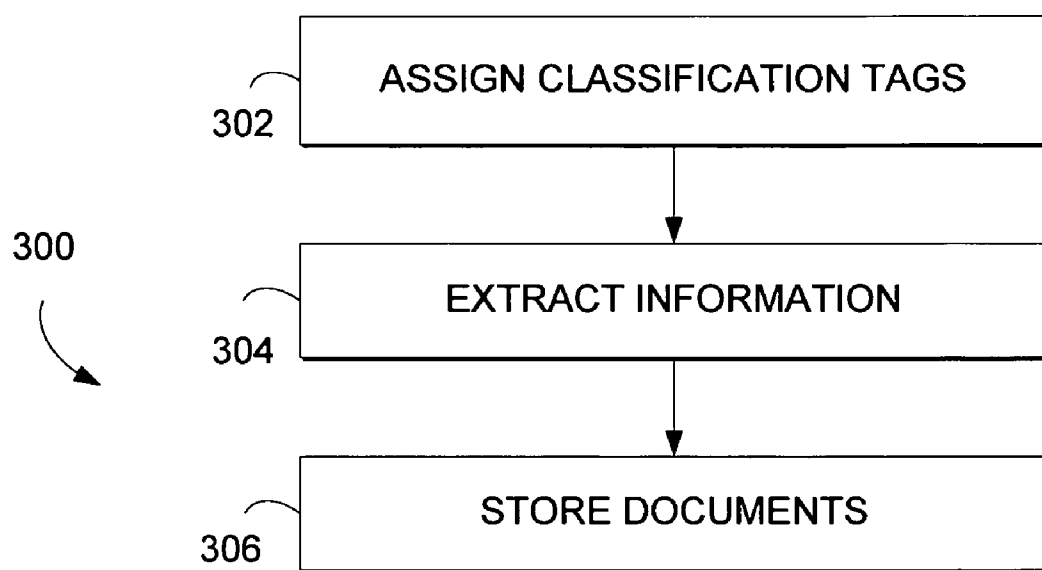 ASSIGN CLASSIFICATION TAGS
302
300
EXTRACT INFORMATION
304
STORE DOCUMENTS
306